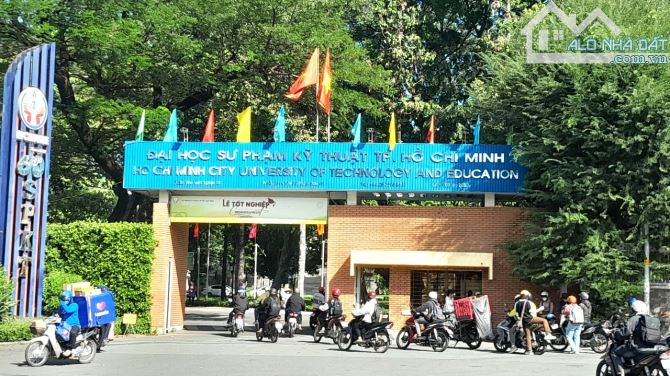 ALO NHÀ ĐẤT
.com.vn
ĐẠI HỌC SƯ PHẠM KỸ THUẬT TP. HỒ CHÍ MINH
HO CHI MINH CITY UNIVERSITY OF TECHNOLOGY AND EDUCATION
LỄ TỐT NGHIỆP